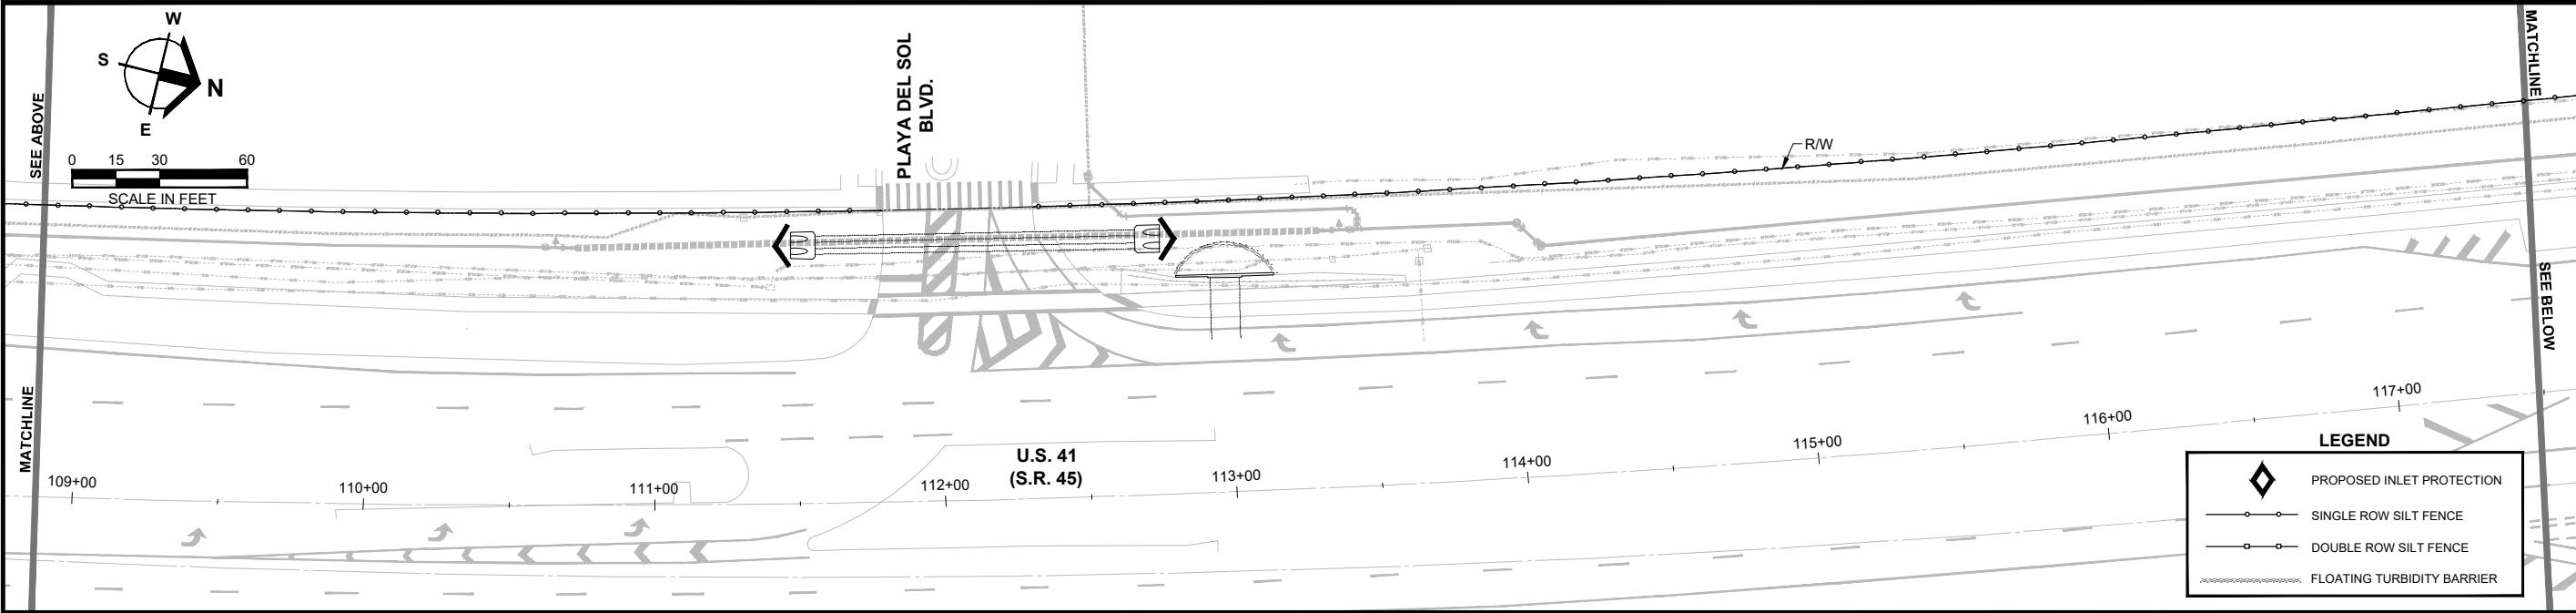 W
S
N
E
0 15 30 60
SCALE IN FEET
SEE ABOVE
MATCHLINE
PLAYA DEL SOL
BLVD.
R/W
MATCHLINE
SEE BELOW
109+00
110+00
111+00
112+00
113+00
114+00
115+00
116+00
117+00
U.S. 41
(S.R. 45)
LEGEND
PROPOSED INLET PROTECTION
SINGLE ROW SILT FENCE
DOUBLE ROW SILT FENCE
FLOATING TURBIDITY BARRIER